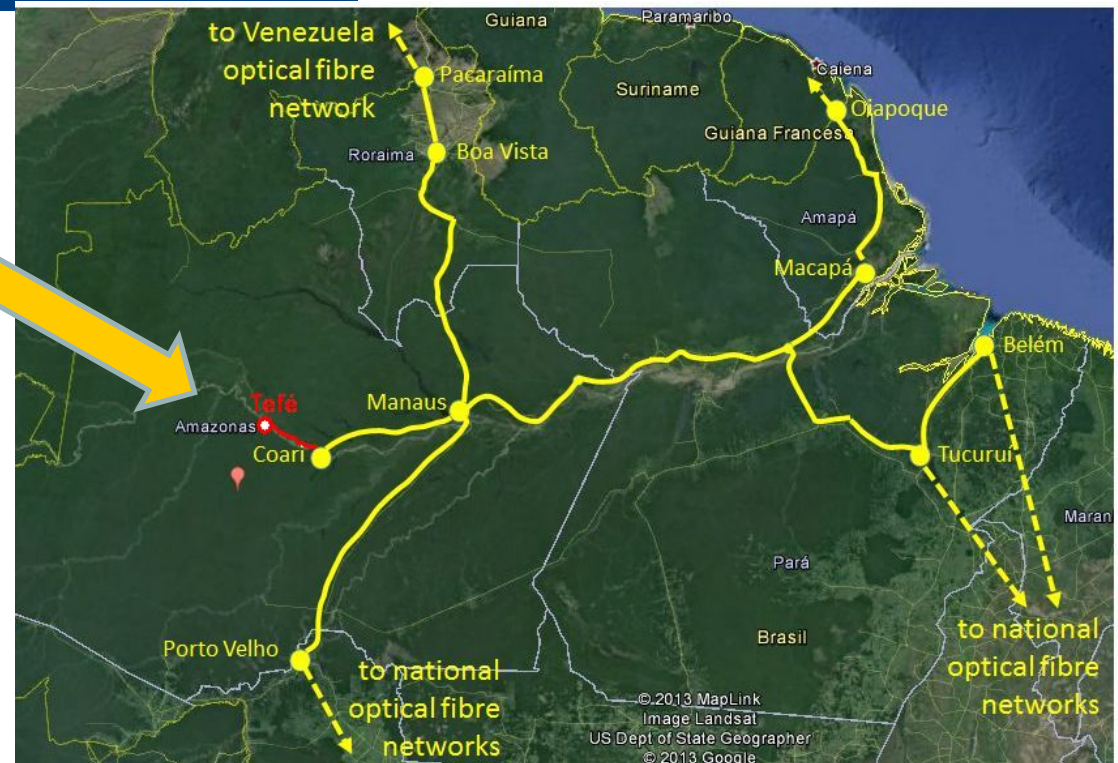 Guiana
Paramaribo
to Venezuela
optical fibre
network
Pacaraíma
Caiena
Suriname
Oiapoque
Guiana Francesa
Roraima
Boa Vista
Amapá
Macapá
Belém
Tefé
Manaus
Amazonas
Coari
Tucuruí
Maran
Pará
Brasil
Porto Velho
to national
optical fibre
networks
to national
optical fibre
networks
© 2013 MapLink
Image Landsat
US Dept of State Geographer
© 2013 Google